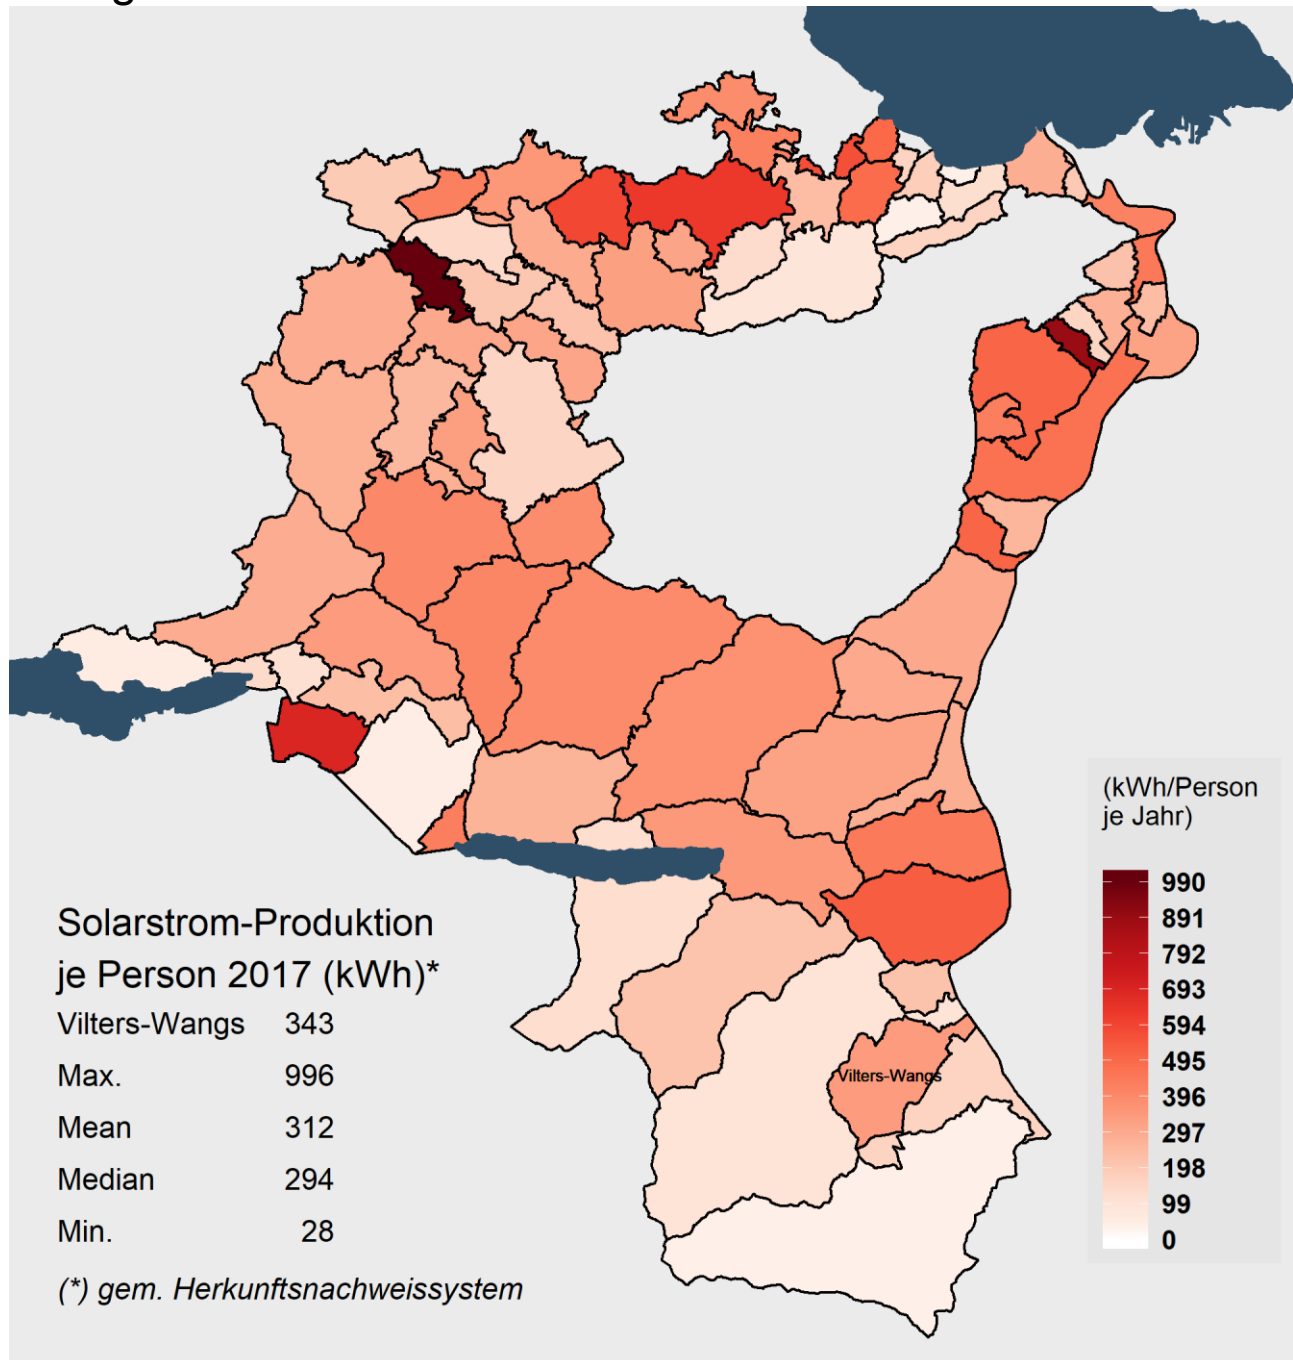 Vilters-Wangs
(kWh/Person
je Jahr)
990
891
792
693
594
495
396
297
198
99
0
Solarstrom-Produktion
je Person 2017 (kWh)*
Vilters-Wangs 343
Max. 996
Mean 312
Median 294
Min. 28
(*) gem. Herkunftsnachweissystem